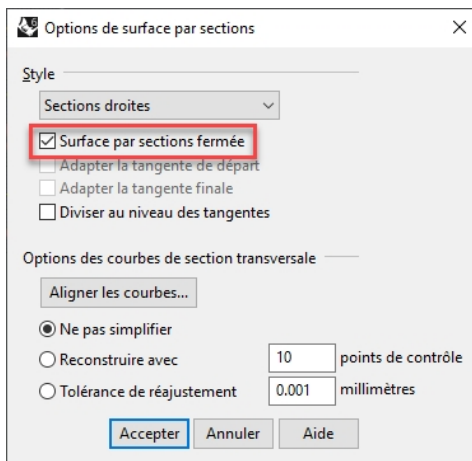 Options de surface par sections
Style
Sections droites
Surface par sections fermée
Adapter la tangente de départ
Adapter la tangente finale
Diviser au niveau des tangentes
Options des courbes de section transversale
Aligner les courbes...
Ne pas simplifier
Reconstruire avec 10 points de contrôle
Tolérance de réajustement 0.001 millimètres
Accepter Annuler Aide